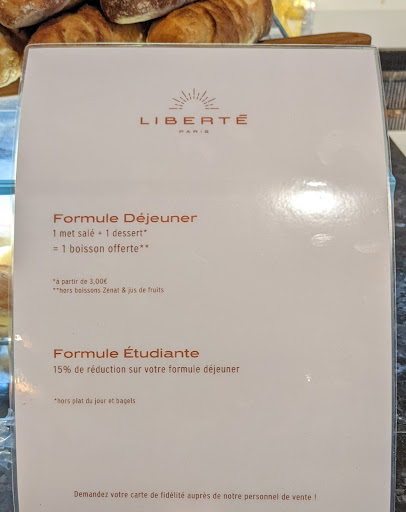 LIBERTÉ
PARIS
Formule Déjeuner
1 met salé + 1 dessert*
= 1 boisson offerte**
*à partir de 3,00€
**hors boissons Zenat & jus de fruits
Formule Étudiante
15% de réduction sur votre formule déjeuner
*hors plat du jour et bagels
Demandez votre carte de fidélité auprès de notre personnel de vente !